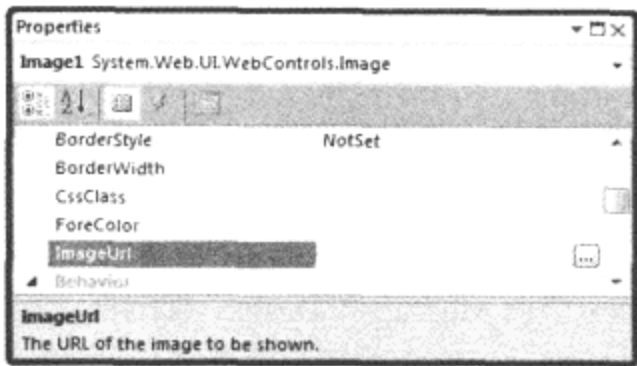 Properties
Image1 System.Web.UI.WebControls.Image
BorderStyle NotSet
BorderWidth
CssClass
ForeColor
ImageUrl ...
Behavior
ImageUrl
The URL of the image to be shown.